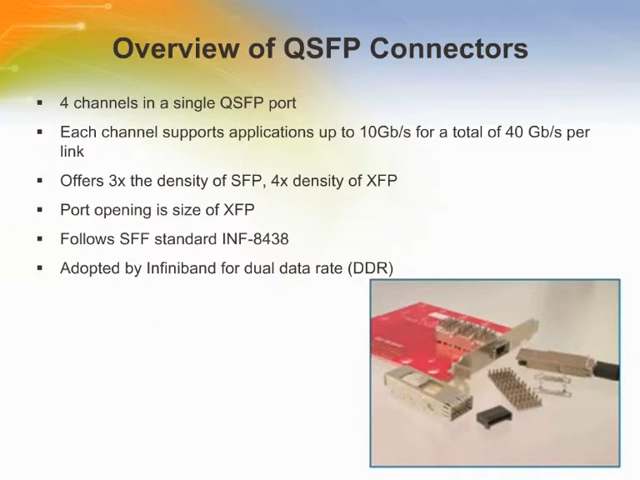 Overview of QSFP Connectors
▪ 4 channels in a single QSFP port
▪ Each channel supports applications up to 10Gb/s for a total of 40 Gb/s per
link
▪ Offers 3x the density of SFP, 4x density of XFP
▪ Port opening is size of XFP
▪ Follows SFF standard INF-8438
▪ Adopted by Infiniband for dual data rate (DDR)